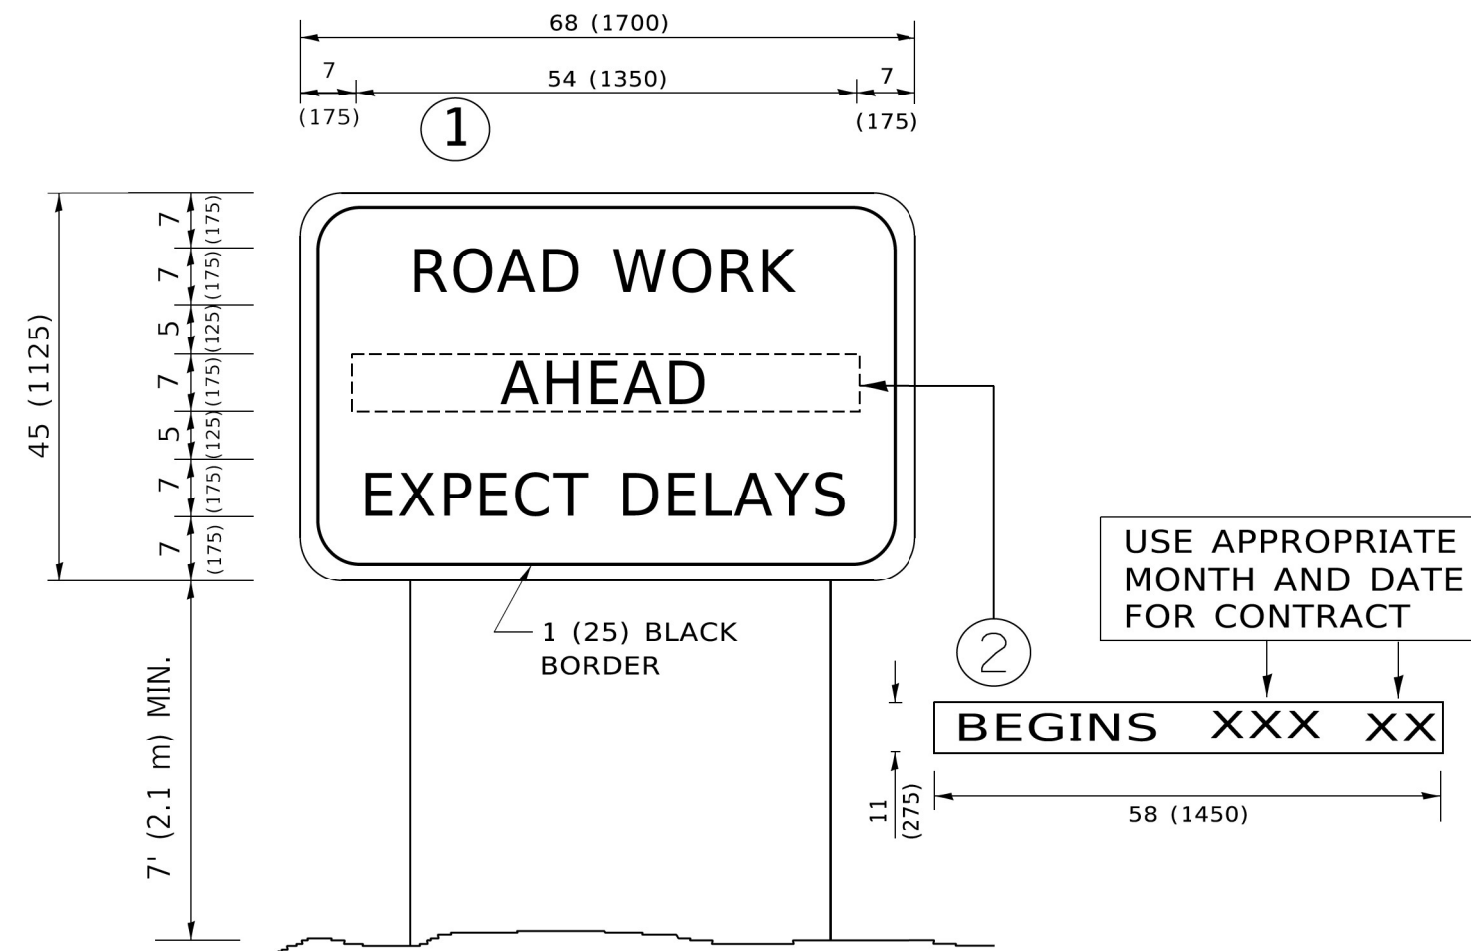 68 (1700)
7
54 (1350)
7
(175)
(175)
1
7
(175)
7
(175)
5
(125)
7
(175)
5
(125)
7
(175)
7
(175)
45 (1125)
ROAD WORK
AHEAD
EXPECT DELAYS
1 (25) BLACK
BORDER
7' (2.1 m) MIN.
2
USE APPROPRIATE
MONTH AND DATE
FOR CONTRACT
BEGINS XXX XX
11
(275)
58 (1450)